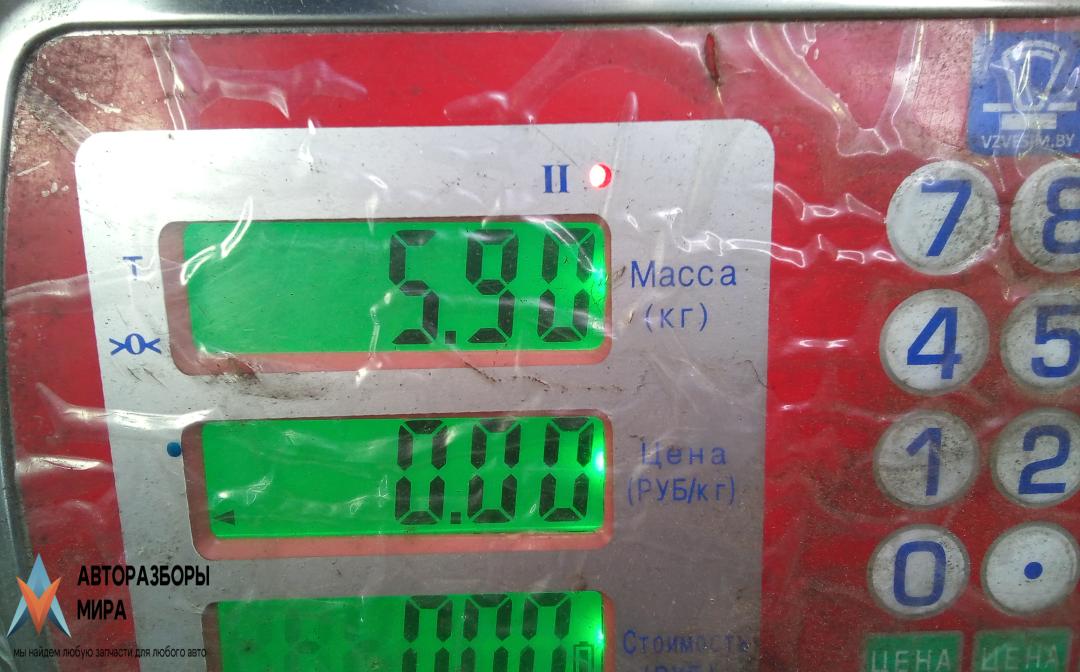 VZVESIM.BY
II
T
5.90
Масса
(кг)
>0<
0.00
Цена
(РУБ/кг)
Стоимость
7 8
4 5
1 2
0 .
ЦЕНА ЦЕНА
АВТОРАЗБОРЫ
МИРА
мы найдем любую запчасти для любого авто